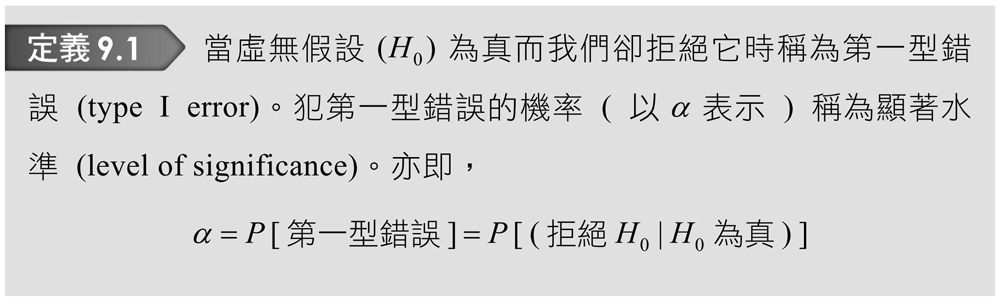 定義 9.1 當虛無假設 (H₀) 為真而我們卻拒絕它時稱為第一型錯
誤 (type I error)。犯第一型錯誤的機率 ( 以 α 表示 ) 稱為顯著水
準 (level of significance)。亦即，
α = P[ 第一型錯誤 ] = P[ ( 拒絕 H₀ | H₀ 為真 ) ]